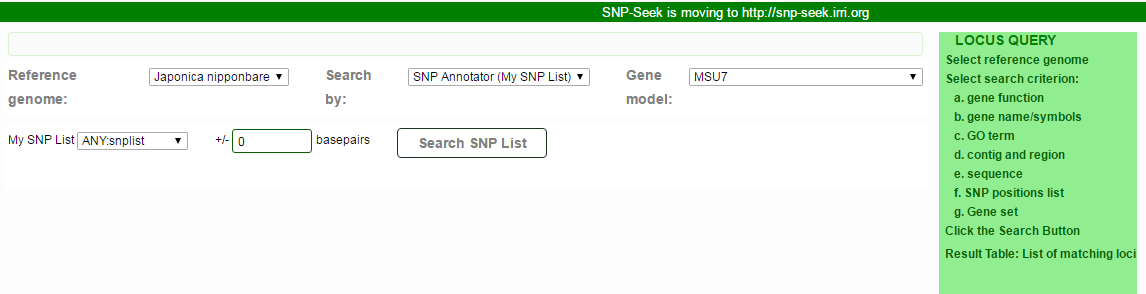 SNP-Seek is moving to http://snp-seek.irri.org
Reference genome:
Japonica nipponbare
Search by:
SNP Annotator (My SNP List)
Gene model:
MSU7
My SNP List ANY:snplist +/- 0 basepairs Search SNP List
LOCUS QUERY
Select reference genome
Select search criterion:
a. gene function
b. gene name/symbols
c. GO term
d. contig and region
e. sequence
f. SNP positions list
g. Gene set
Click the Search Button
Result Table: List of matching loci